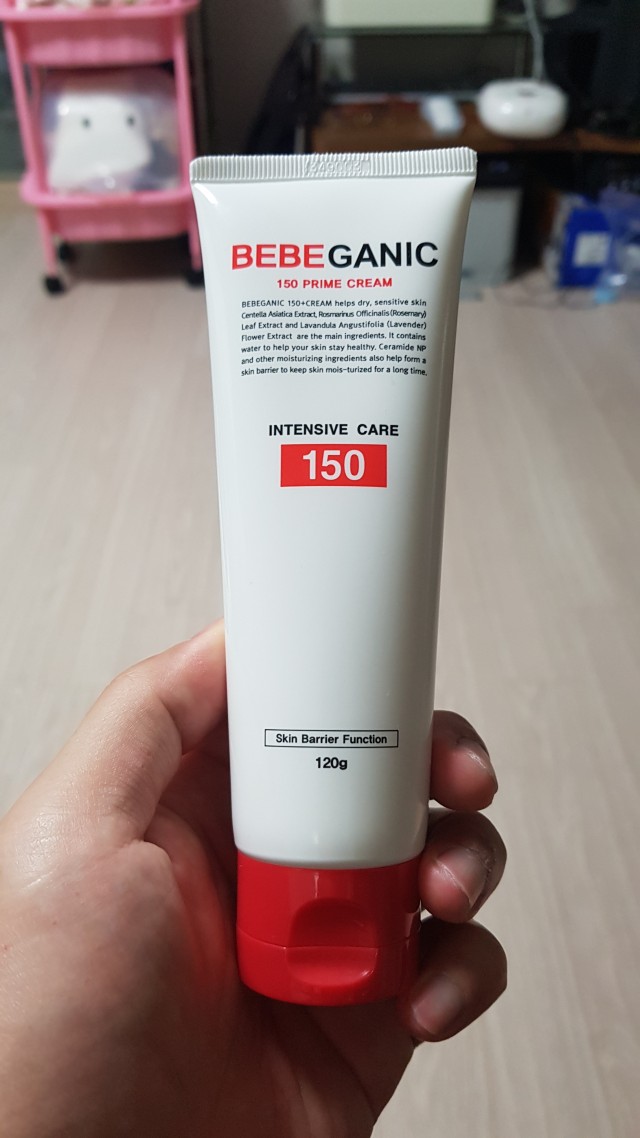 BEBEGANIC
150 PRIME CREAM
BEBEGANIC 150+CREAM helps dry, sensitive skin
Centella Asiatica Extract, Rosmarinus Officinalis(Rosemary)
Leaf Extract and Lavandula Angustifolia (Lavender)
Flower Extract are the main ingredients. It contains
water to help your skin stay healthy. Ceramide NP
and other moisturizing ingredients also help form a
skin barrier to keep skin mois-turized for a long time.
INTENSIVE CARE
150
Skin Barrier Function
120g